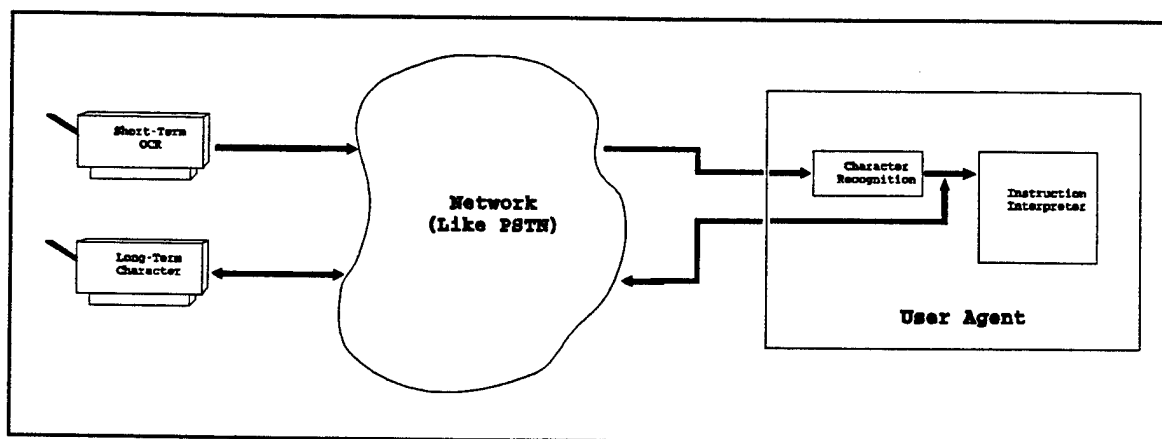 Short-Term
OCR
Long-Term
Character
Network
(Like PSTN)
Character
Recognition
Instruction
Interpreter
User Agent